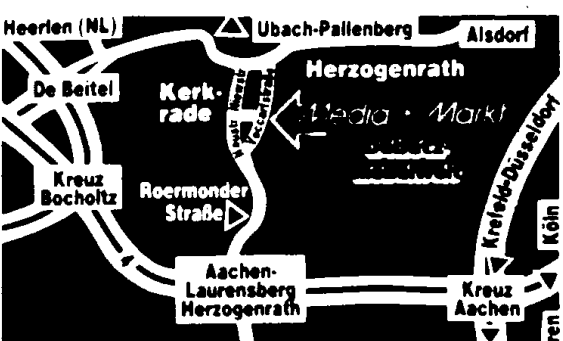 Heerlen (NL)
Ubach-Pallenberg
Alsdorf
De Beitel
Herzogenrath
Kerk-
rade
Media • Markt
Krefeld-Düsseldorf
Kreuz
Bocholtz
Roermonder
Straße
Köln
4
Aachen-
Laurensberg
Herzogenrath
Kreuz
Aachen